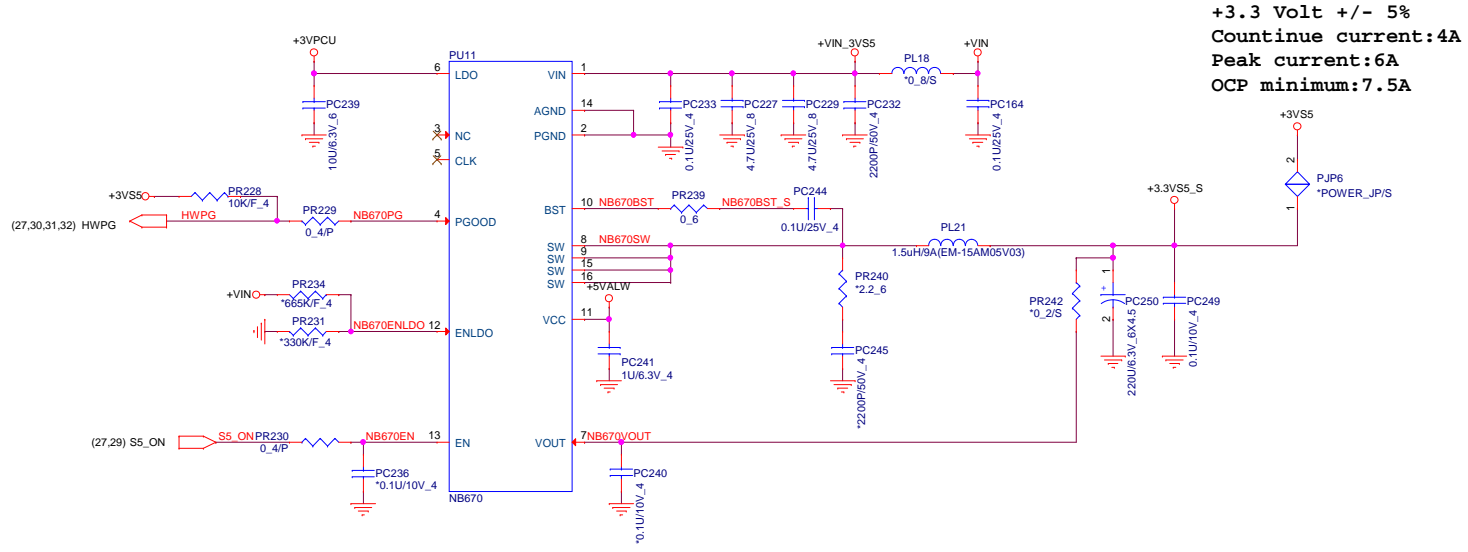 +3.3 Volt +/- 5%
Countinue current:4A
Peak current:6A
OCP minimum:7.5A
+3VPCU
PU11
6 LDO
PC239
10U/6.3V_6
3 NC
5 CLK
+3VS5
PR228
10K/F_4
(27,30,31,32) HWPG
HWPG
PR229
0_4/P
NB670PG
4 PGOOD
+VIN
PR234
*665K/F_4
PR231
*330K/F_4
NB670ENLDO 12 ENLDO
(27,29) S5_ON
S5_ON
PR230
0_4/P
NB670EN
13 EN
PC236
*0.1U/10V_4
NB670
VIN 1
AGND 14
PGND 2
+VIN_3VS5
PL18
*0_8/S
+VIN
PC233
0.1U/25V_4
PC227
4.7U/25V_8
PC229
4.7U/25V_8
PC232
2200P/50V_4
PC164
0.1U/25V_4
BST 10 NB670BST
PR239
0_6
NB670BST_S
PC244
0.1U/25V_4
SW 8 NB670SW
SW 9
SW 15
SW 16
PL21
1.5uH/9A(EM-15AM05V03)
+5VALW
VCC 11
PC241
1U/6.3V_4
PR240
*2.2_6
PC245
*2200P/50V_4
VOUT 7 NB670VOUT
PC240
*0.1U/10V_4
PR242
*0_2/S
1
+
PC250
2
220U/6.3V_6X4.5
+3.3VS5_S
PC249
0.1U/10V_4
+3VS5
2
PJP6
*POWER_JP/S
1